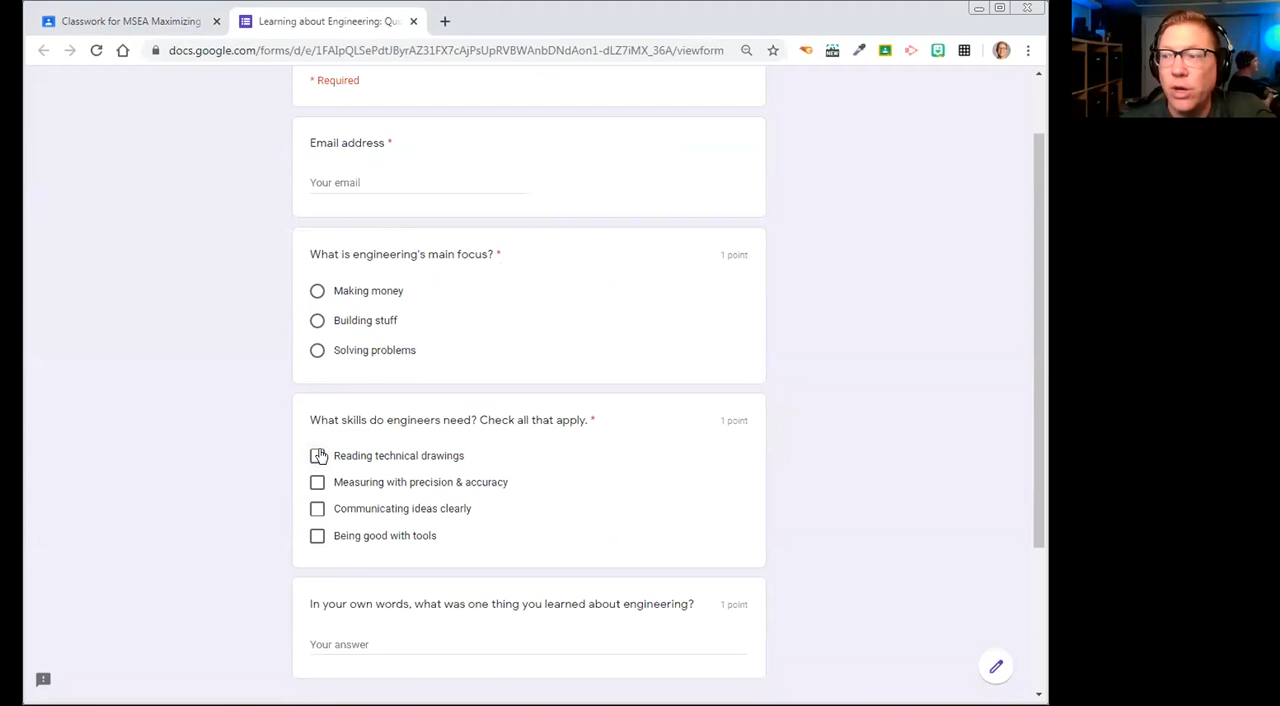 Classwork for MSEA Maximizing
Learning about Engineering: Qu
docs.google.com/forms/d/e/1FAIpQLSePdtJByrAZ31FX7cAjPsUpRVBWAnbDNdAon1-dLZ7iMX_36A/viewform
* Required
Email address *
Your email
What is engineering's main focus? *
1 point
Making money
Building stuff
Solving problems
What skills do engineers need? Check all that apply. *
1 point
Reading technical drawings
Measuring with precision & accuracy
Communicating ideas clearly
Being good with tools
In your own words, what was one thing you learned about engineering?
1 point
Your answer